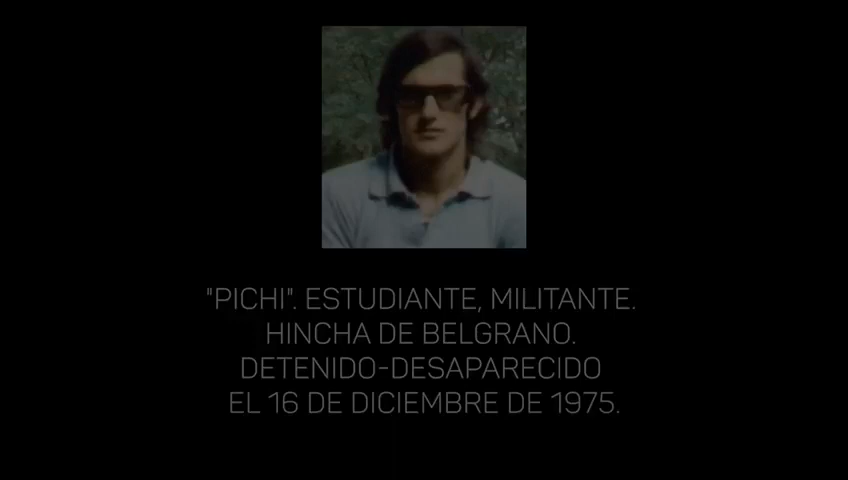 "PICHI". ESTUDIANTE, MILITANTE.
HINCHA DE BELGRANO.
DETENIDO-DESAPARECIDO
EL 16 DE DICIEMBRE DE 1975.